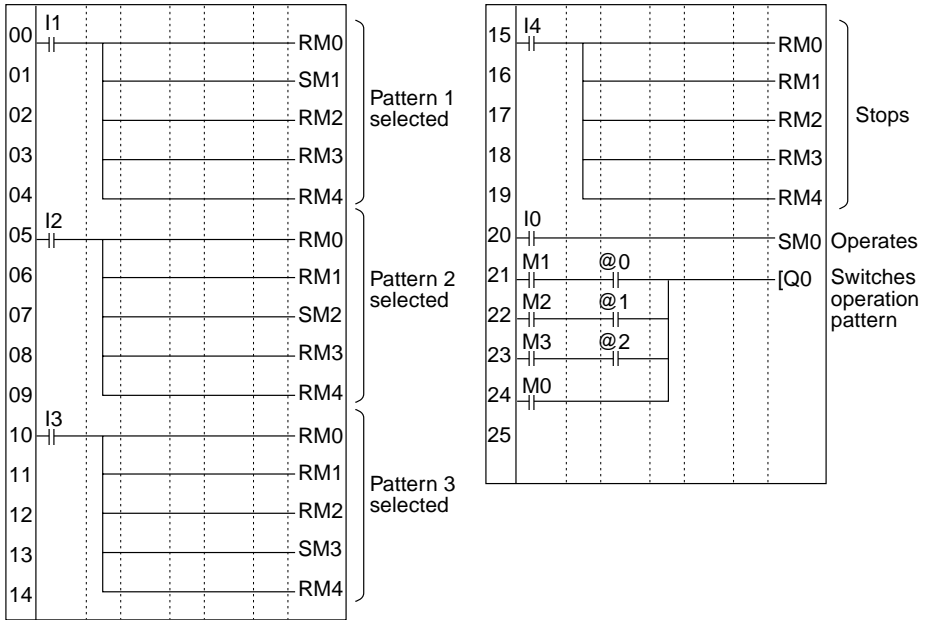 I1
00 RM0
01 SM1
02 RM2
03 RM3
04 RM4
Pattern 1
selected
I2
05 RM0
06 RM1
07 SM2
08 RM3
09 RM4
Pattern 2
selected
I3
10 RM0
11 RM1
12 RM2
13 SM3
14 RM4
Pattern 3
selected
I4
15 RM0
16 RM1
17 RM2
18 RM3
19 RM4
Stops
I0
20 SM0 Operates
M1 @0
21 [Q0 Switches
operation
pattern
M2 @1
22
M3 @2
23
M0
24
25